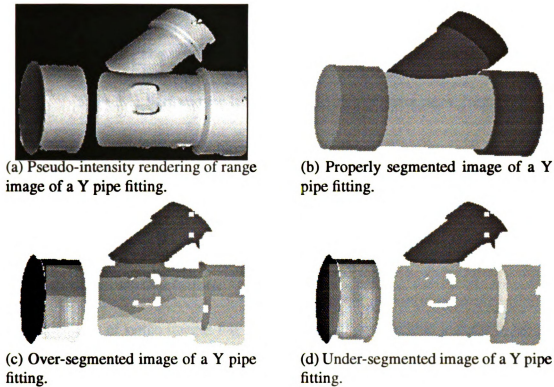 (a) Pseudo-intensity rendering of range
image of a Y pipe fitting.
(b) Properly segmented image of a Y
pipe fitting.
(c) Over-segmented image of a Y pipe
fitting.
(d) Under-segmented image of a Y pipe
fitting.